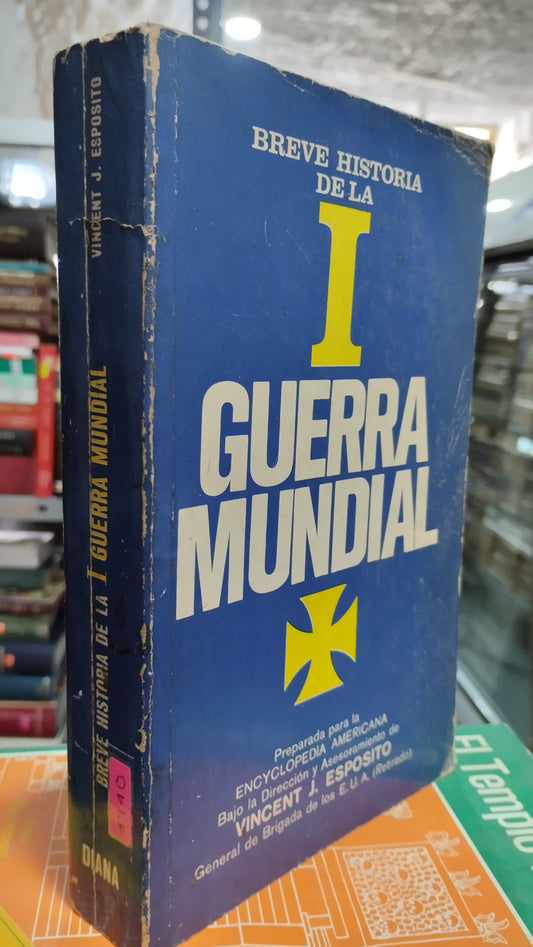 BREVE HISTORIA
DE LA
I
GUERRA
MUNDIAL
Preparada para la
ENCYCLOPEDIA AMERICANA
Bajo la Dirección y Asesoramiento de
VINCENT J. ESPOSITO
General de Brigada de los E.U.A. (Retirado)
BREVE HISTORIA DE LA I GUERRA MUNDIAL VINCENT J. ESPOSITO
DIANA
El Templo